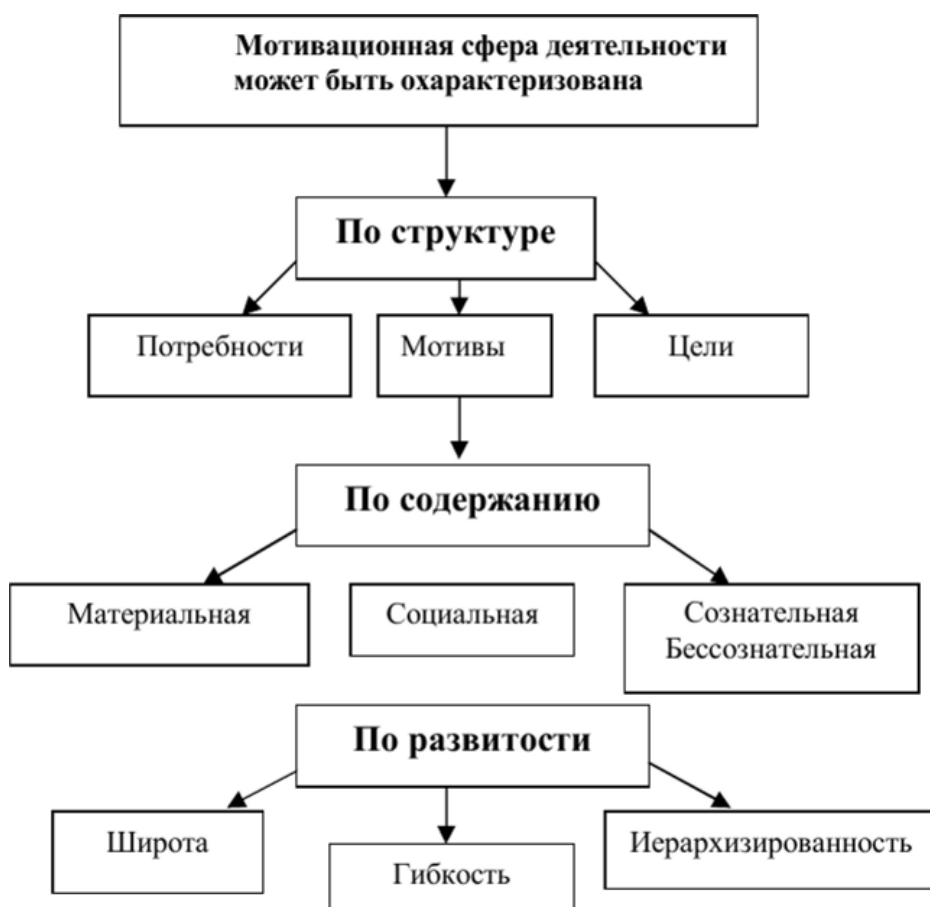 Мотивационная сфера деятельности
может быть охарактеризована
По структуре
Потребности
Мотивы
Цели
По содержанию
Материальная
Социальная
Сознательная
Бессознательная
По развитости
Широта
Гибкость
Иерархизированность